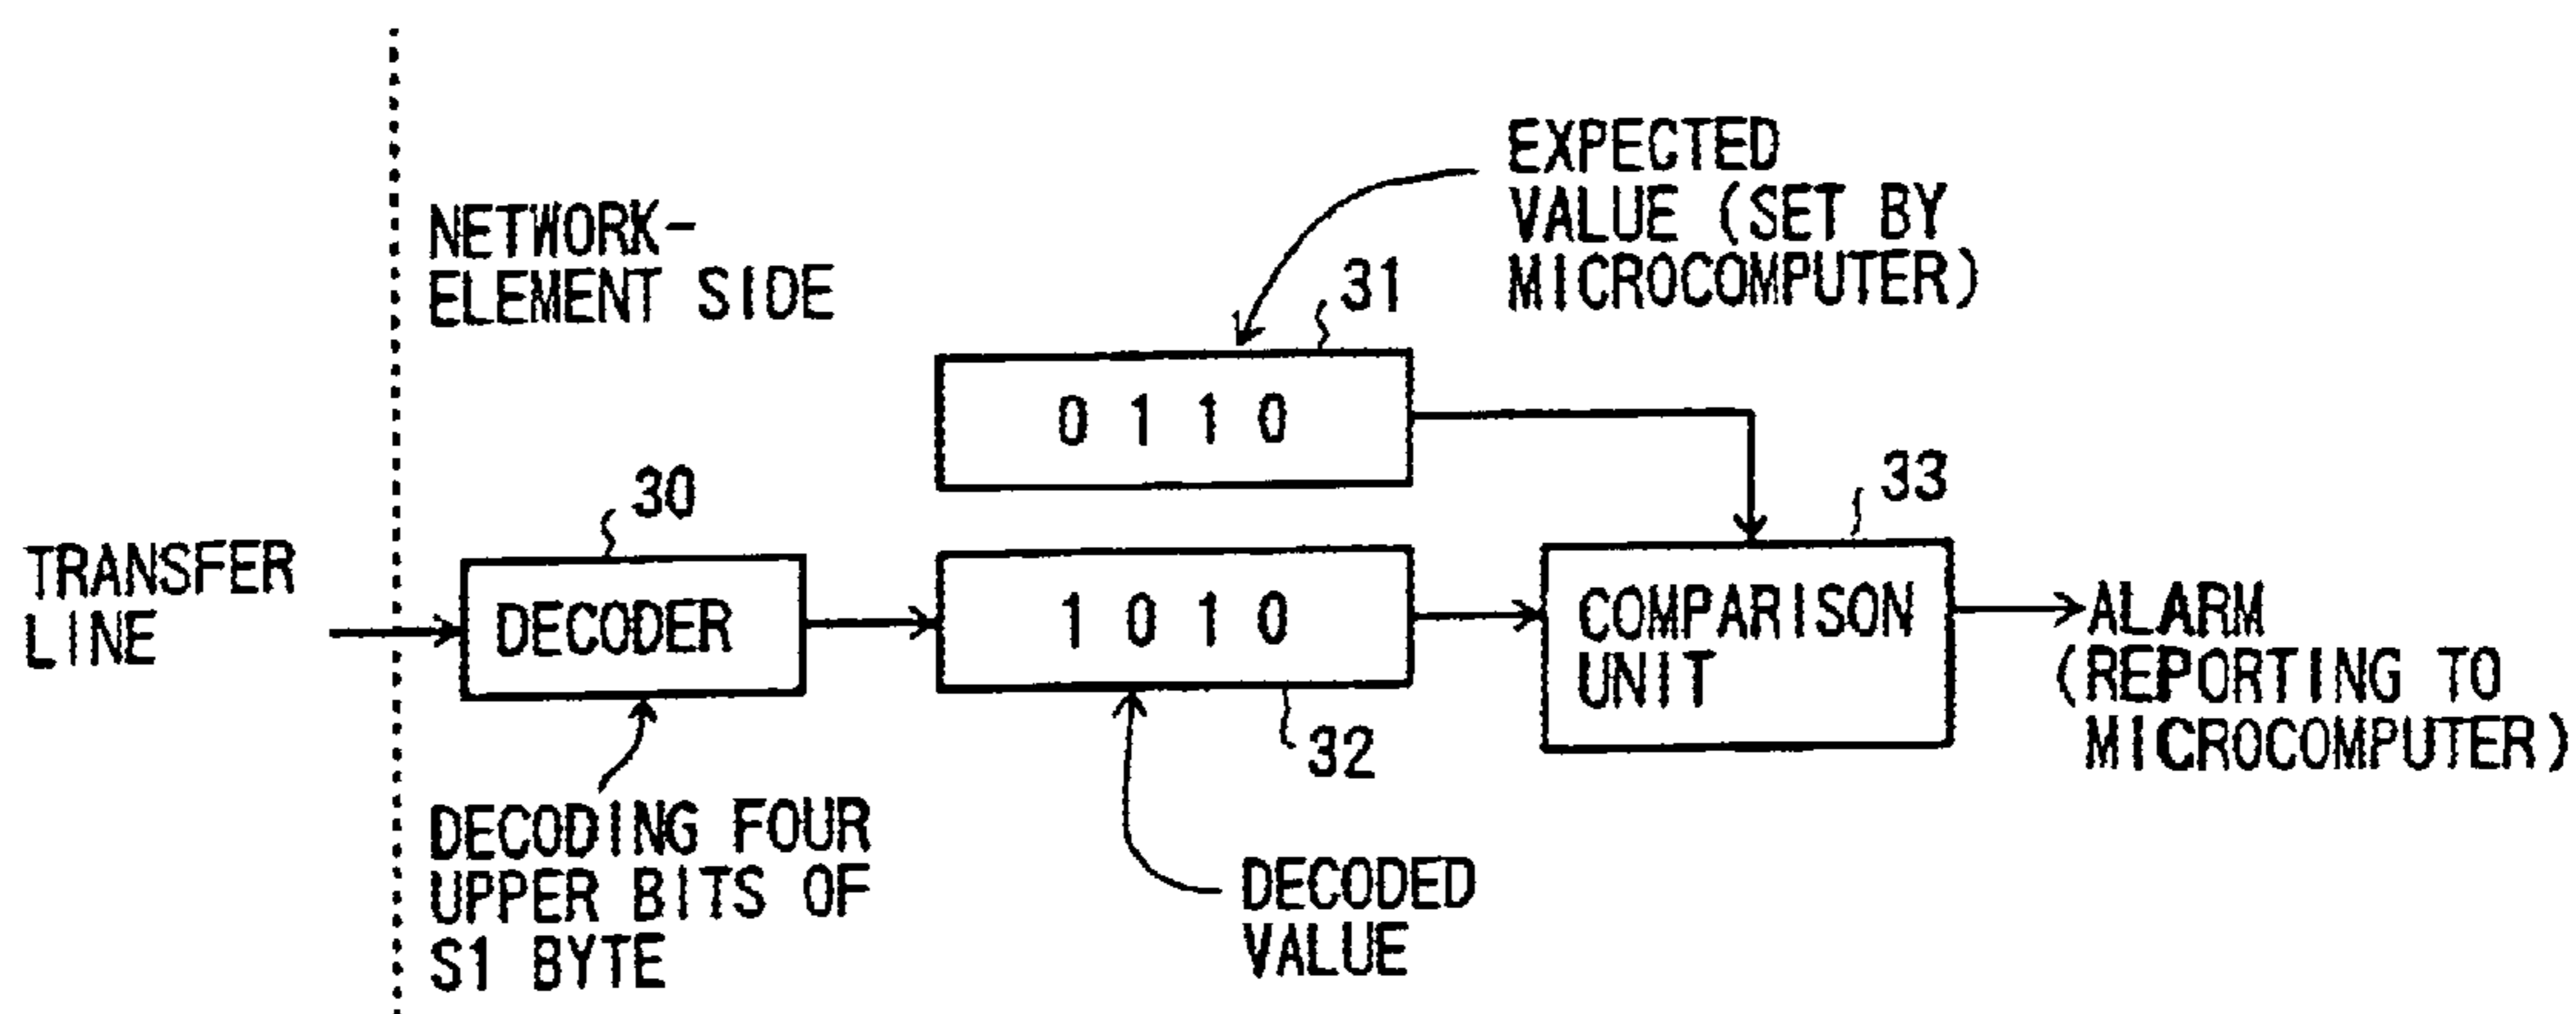 EXPECTED
VALUE (SET BY
MICROCOMPUTER)
NETWORK-
ELEMENT SIDE
31
0 1 1 0
30
33
TRANSFER
LINE
DECODER
1 0 1 0
COMPARISON
UNIT
ALARM
(REPORTING TO
MICROCOMPUTER)
32
DECODING FOUR
UPPER BITS OF
S1 BYTE
DECODED
VALUE